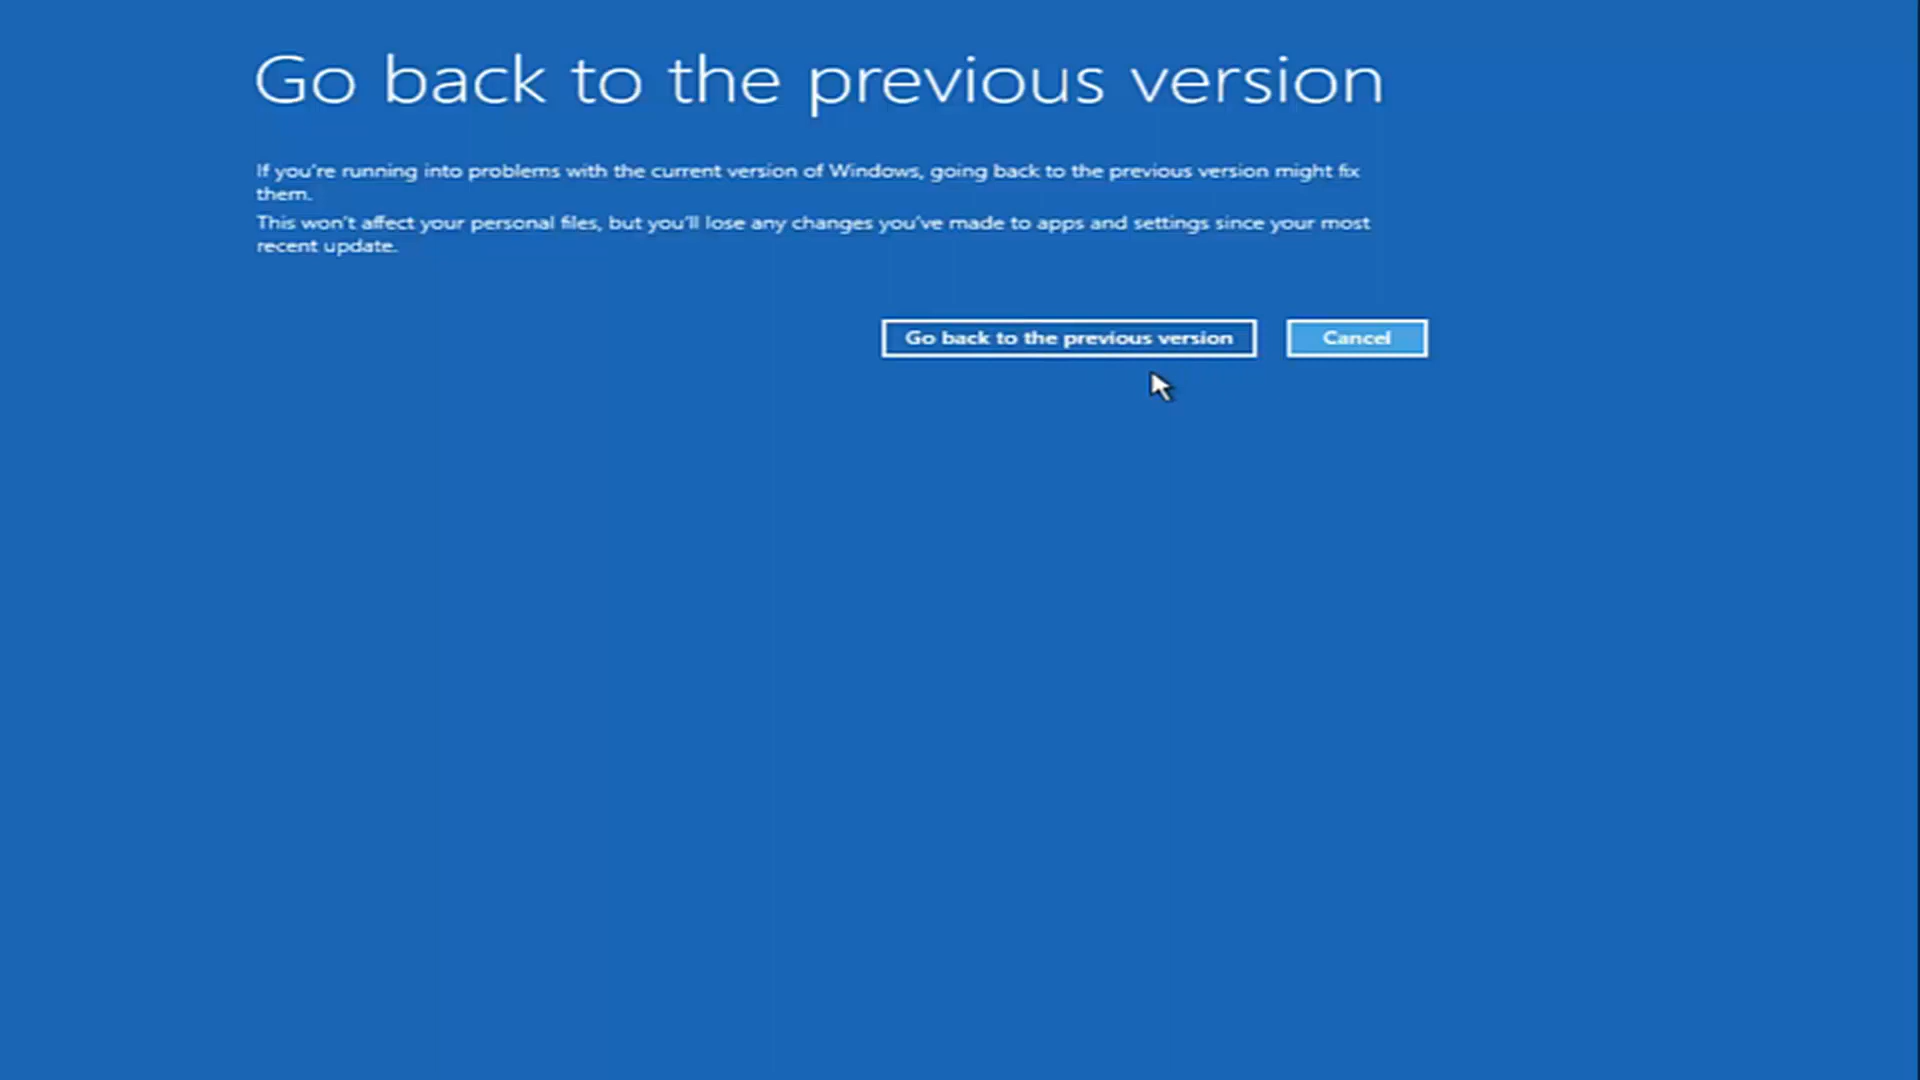 Go back to the previous version
If you're running into problems with the current version of Windows, going back to the previous version might fix
them.
This won't affect your personal files, but you'll lose any changes you've made to apps and settings since your most
recent update.
Go back to the previous version
Cancel